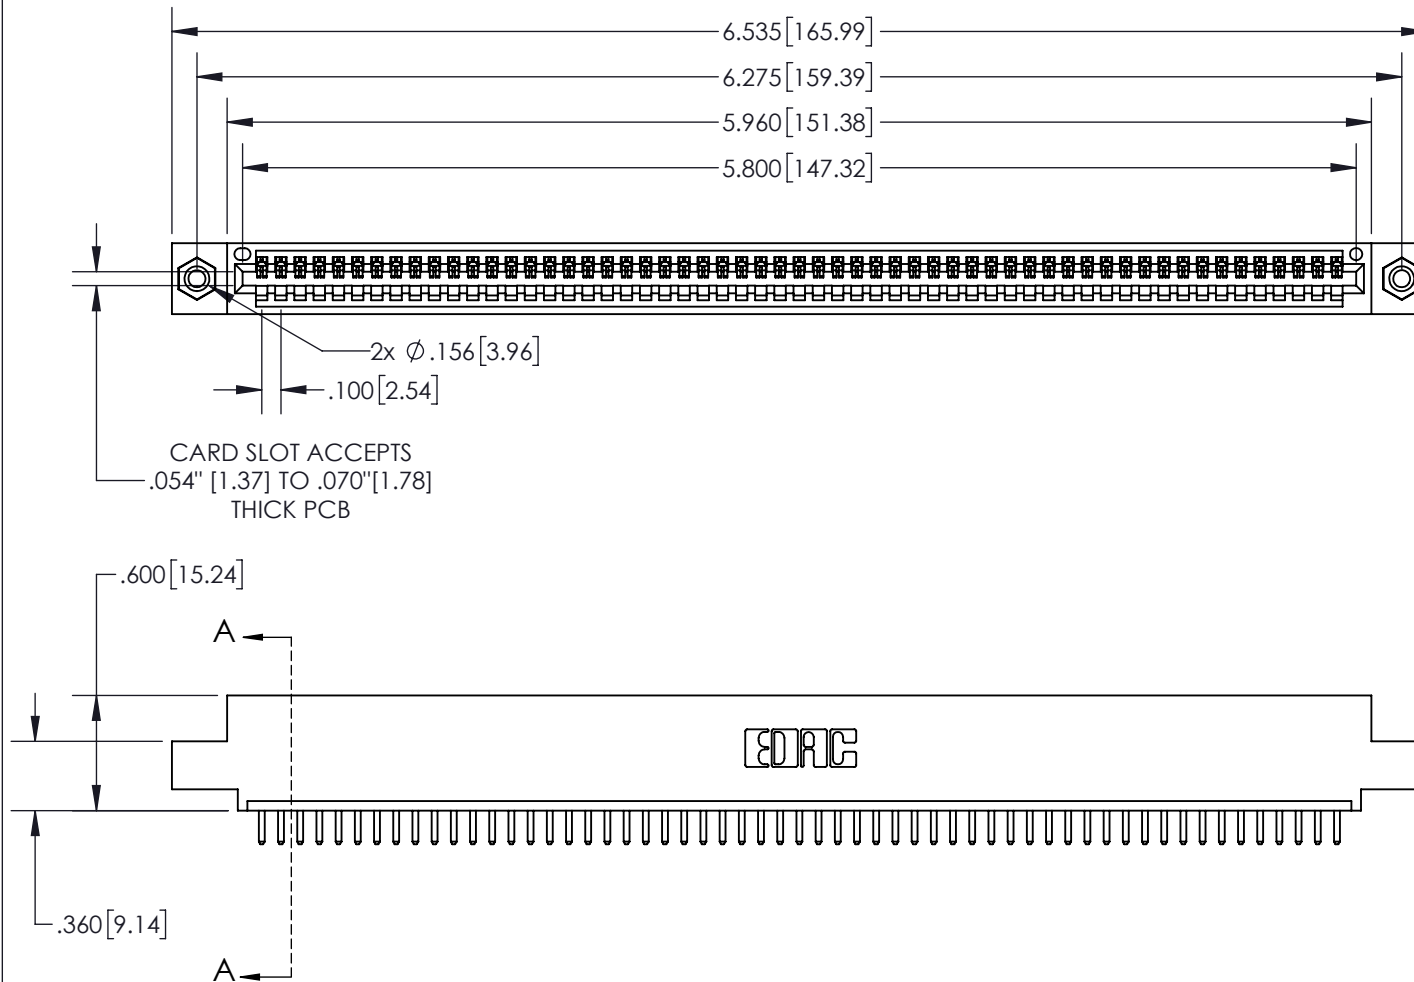 6.535[165.99]
6.275[159.39]
5.960[151.38]
5.800[147.32]
2x Ø.156[3.96]
.100[2.54]
CARD SLOT ACCEPTS
.054" [1.37] TO .070"[1.78]
THICK PCB
.600[15.24]
A
EDAC
.360[9.14]
A